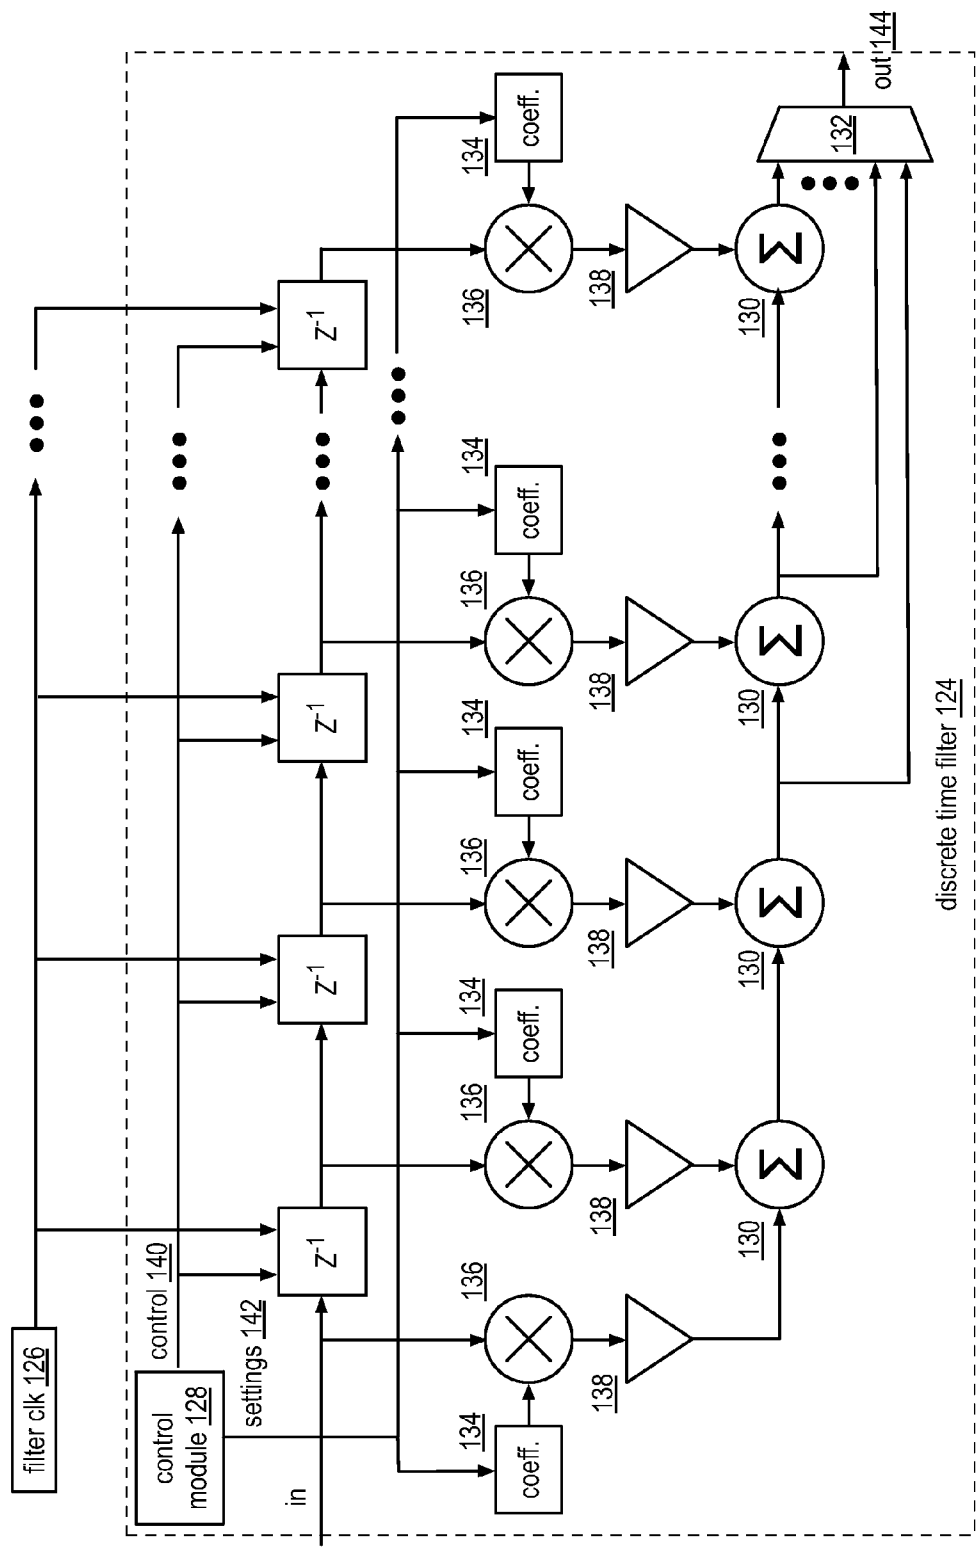 filter clk 126
control
module 128
control 140
settings 142
in
Z-1
Z-1
Z-1
Z-1
coeff.
134
136
138
136
134
coeff.
138
130
136
134
coeff.
138
130
136
134
coeff.
138
130
136
134
coeff.
138
130
Σ
Σ
Σ
Σ
132
out 144
discrete time filter 124